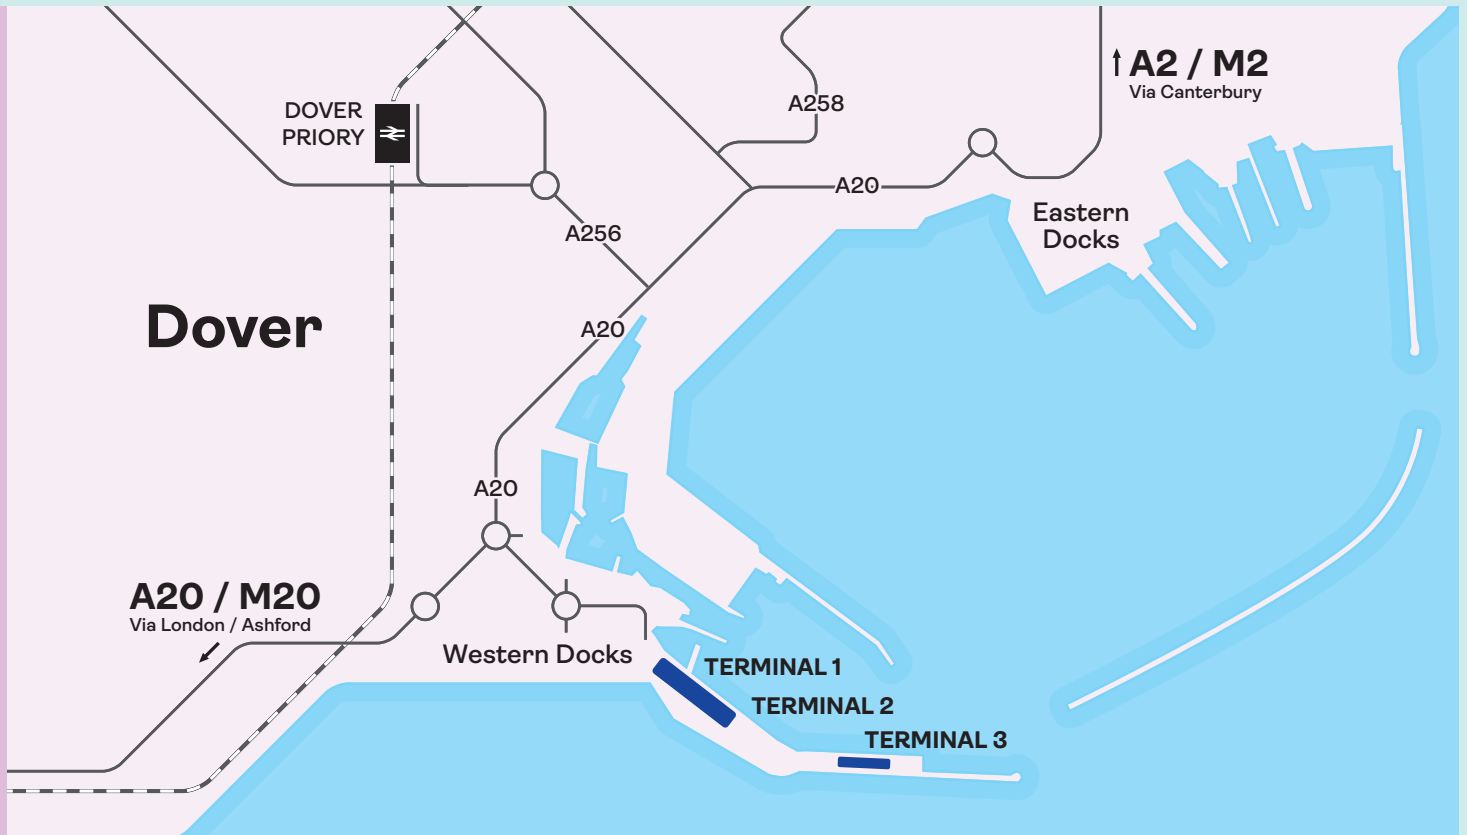 A2 / M2
Via Canterbury
A258
DOVER
PRIORY
A20
Eastern
Docks
A256
Dover
A20
A20
A20 / M20
Via London / Ashford
Western Docks
TERMINAL 1
TERMINAL 2
TERMINAL 3